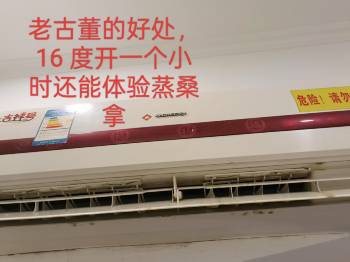 老古董的好处，
16 度开一个小
时还能体验蒸桑
拿
危险！请勿